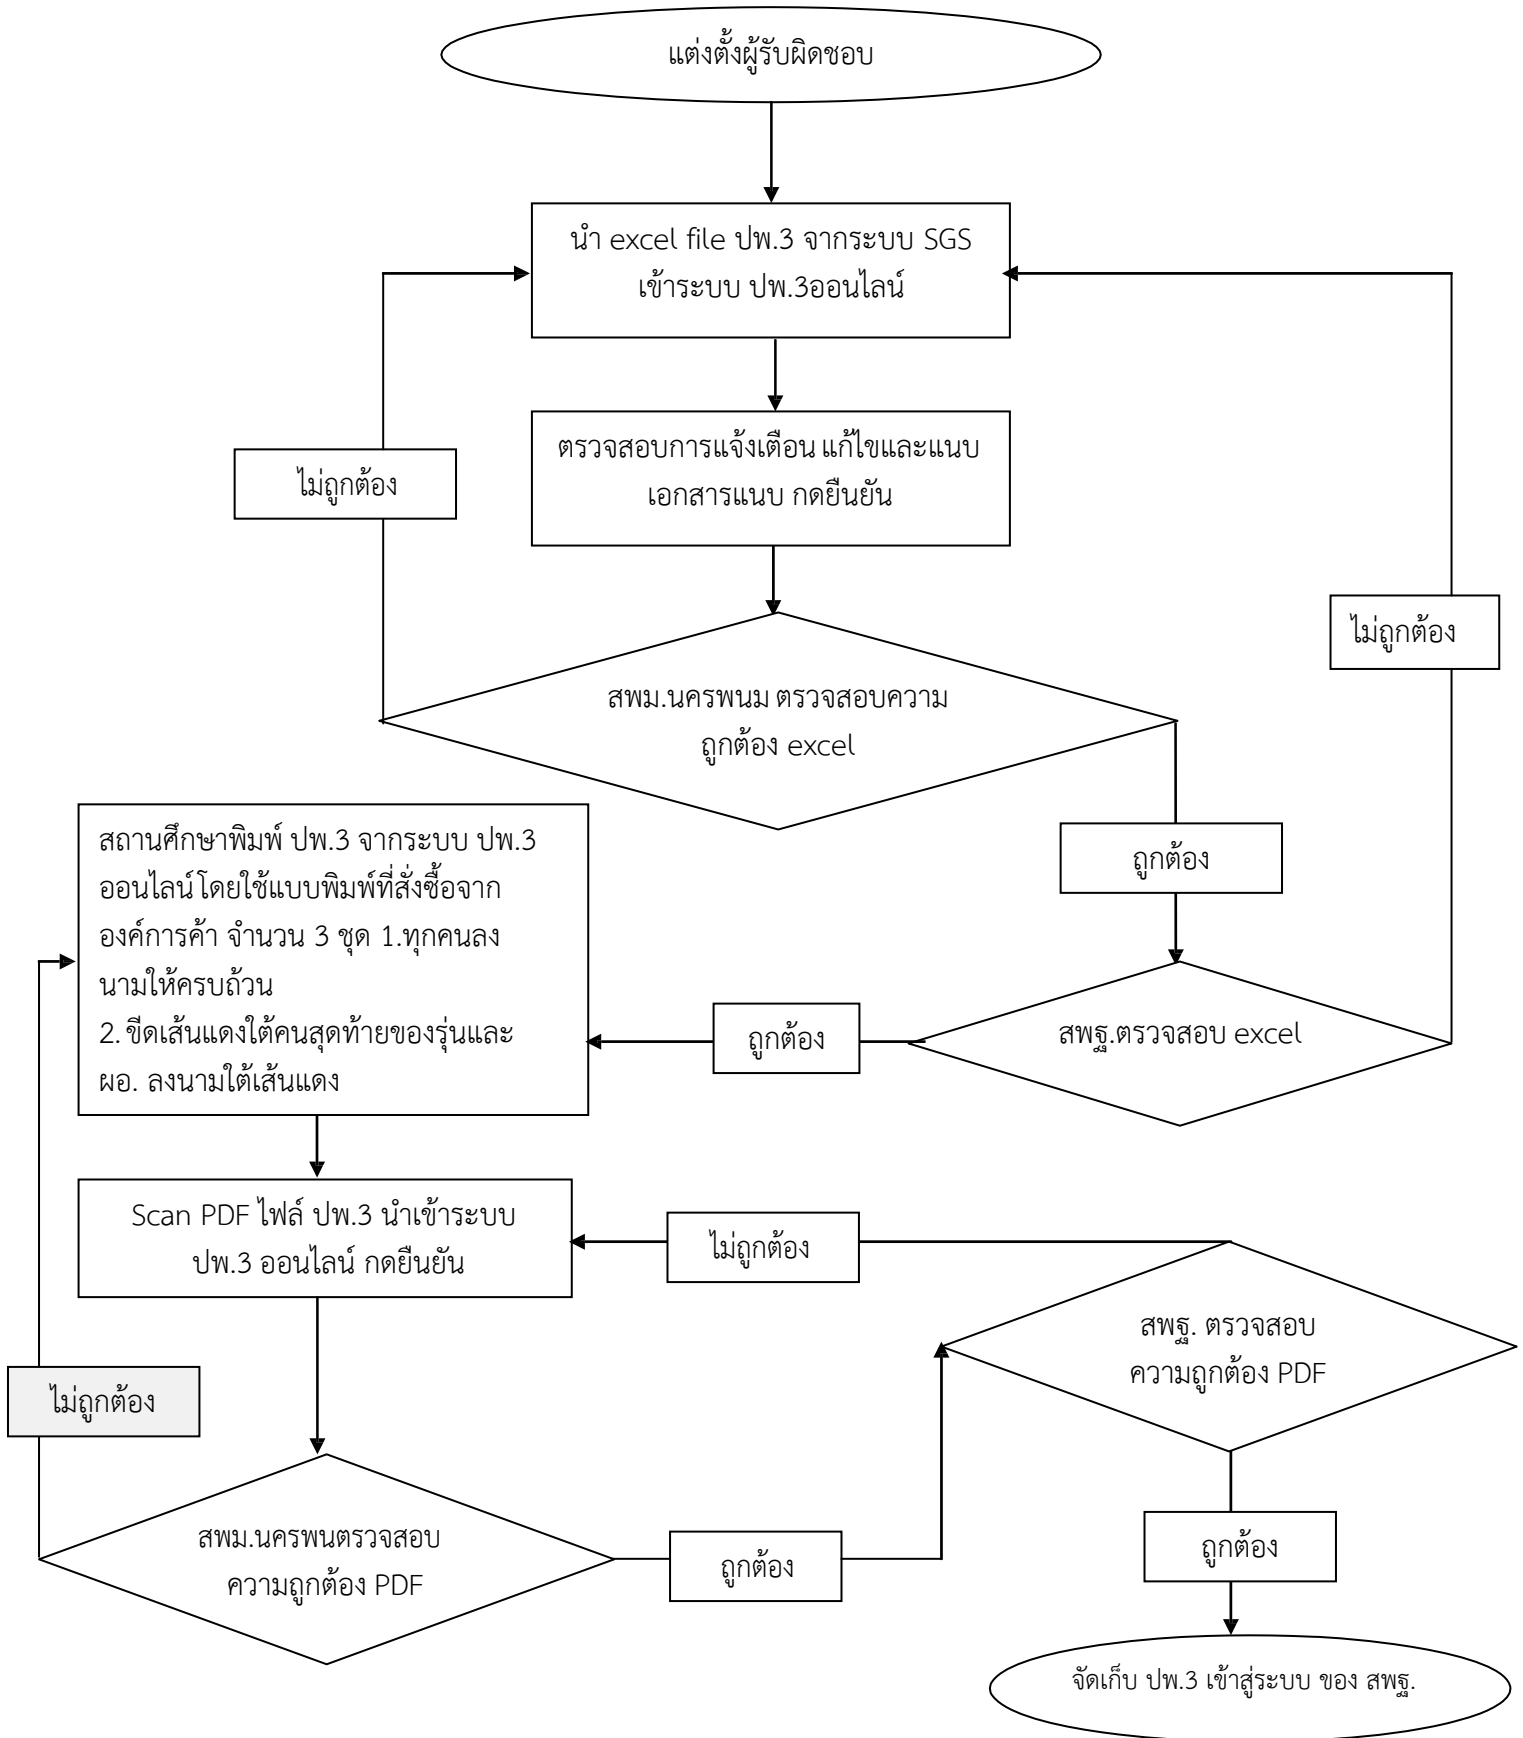 แต่งตั้งผู้รับผิดชอบ
นำ excel file ปพ.3 จากระบบ SGS
เข้าระบบ ปพ.3ออนไลน์
ตรวจสอบการแจ้งเตือน แก้ไขและแนบ
เอกสารแนบ กดยืนยัน
ไม่ถูกต้อง
ไม่ถูกต้อง
สพม.นครพนม ตรวจสอบความ
ถูกต้อง excel
ถูกต้อง
สถานศึกษาพิมพ์ ปพ.3 จากระบบ ปพ.3
ออนไลน์ โดยใช้แบบพิมพ์ที่สั่งซื้อจาก
องค์การค้า จำนวน 3 ชุด 1.ทุกคนลง
นามให้ครบถ้วน
2. ขีดเส้นแดงใต้คนสุดท้ายของรุ่นและ
ผอ. ลงนามใต้เส้นแดง
ถูกต้อง
สพฐ.ตรวจสอบ excel
Scan PDF ไฟล์ ปพ.3 นำเข้าระบบ
ปพ.3 ออนไลน์ กดยืนยัน
ไม่ถูกต้อง
สพฐ. ตรวจสอบ
ความถูกต้อง PDF
ไม่ถูกต้อง
สพม.นครพนตรวจสอบ
ความถูกต้อง PDF
ถูกต้อง
ถูกต้อง
จัดเก็บ ปพ.3 เข้าสู่ระบบ ของ สพฐ.